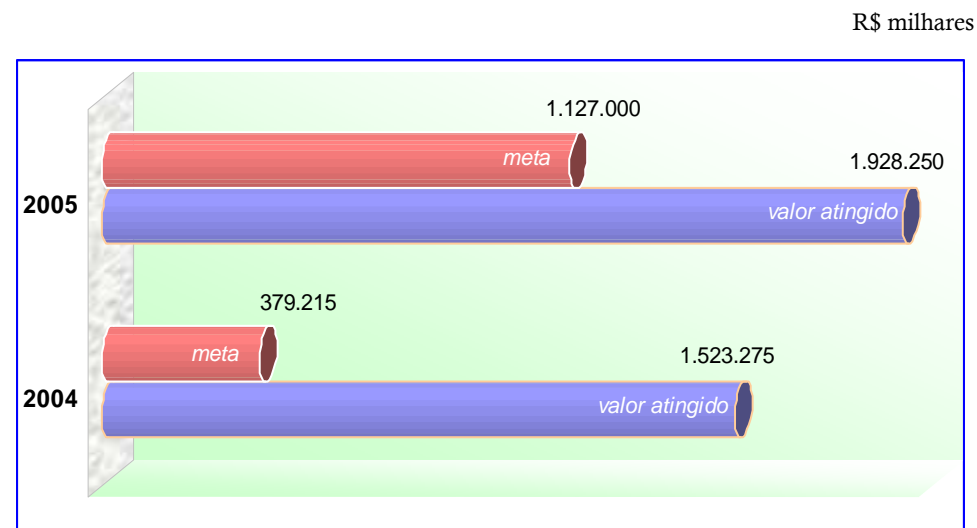 R$ milhares
1.127.000
meta
1.928.250
2005
valor atingido
379.215
meta
1.523.275
2004
valor atingido